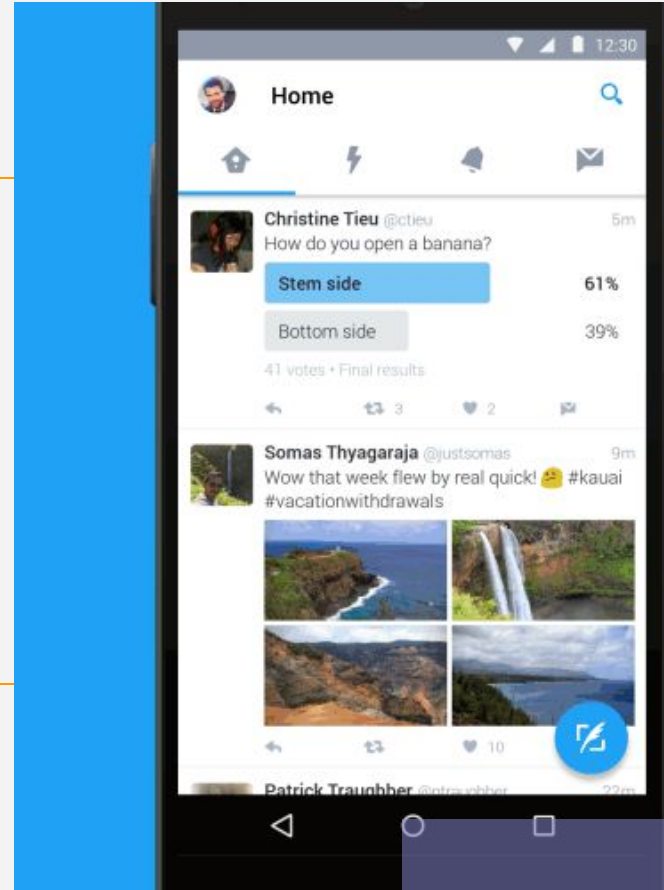 12:30
Home
Christine Tieu @ctieu 5m
How do you open a banana?
Stem side 61%
Bottom side 39%
41 votes • Final results
3 2
Somas Thyagaraja @justsomas 9m
Wow that week flew by real quick! 😕 #kauai
#vacationwithdrawals
10
Patrick Traughber @ptraughber 22m